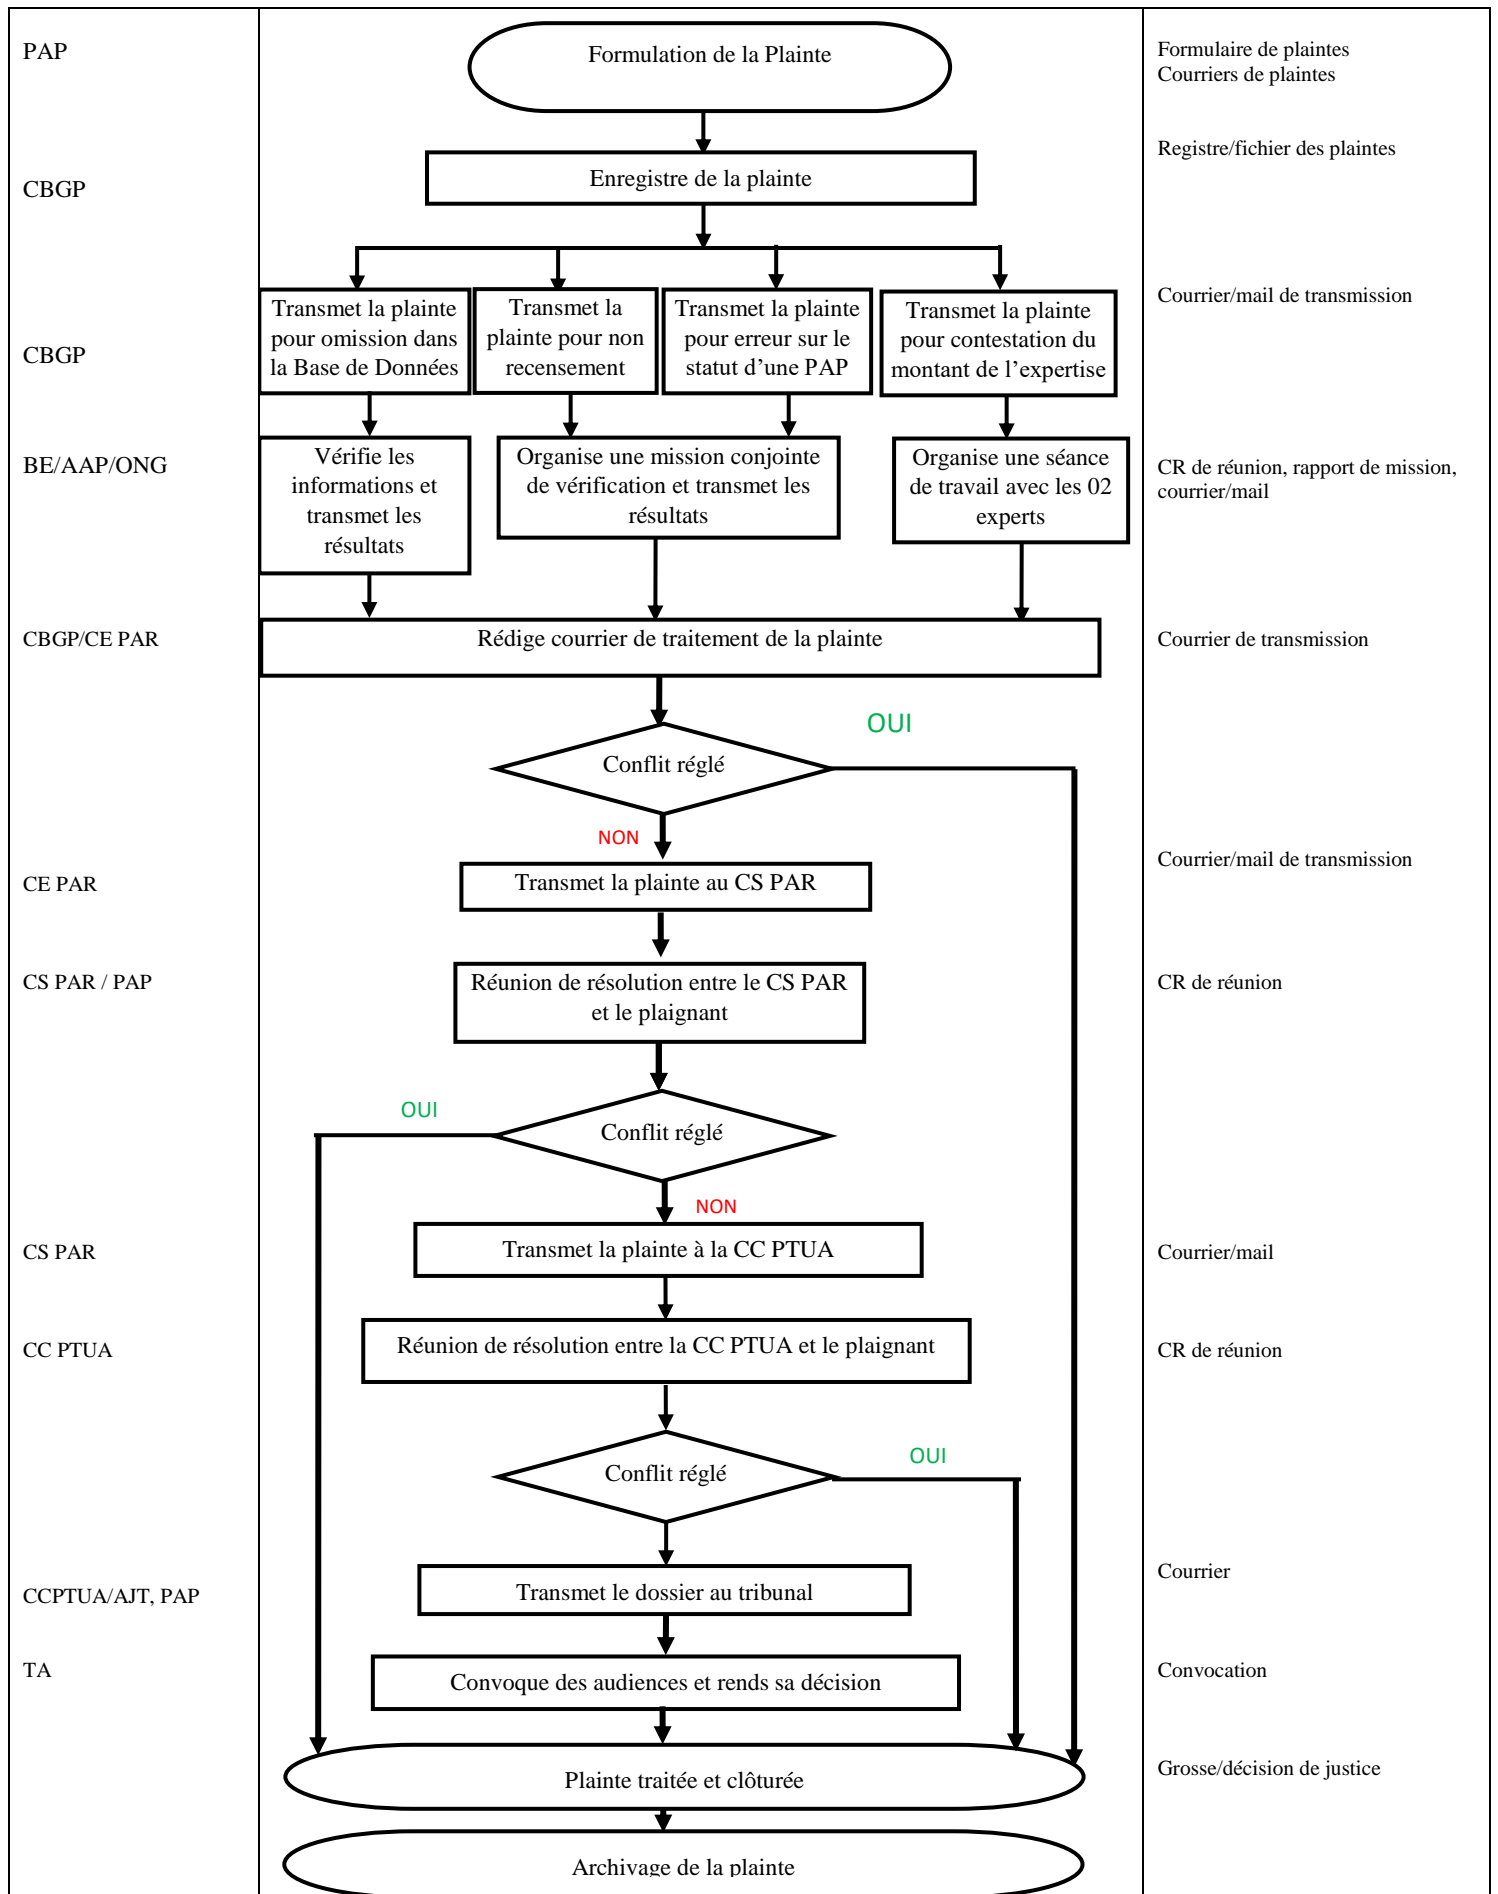 PAP
Formulation de la Plainte
Formulaire de plaintes
Courriers de plaintes
Registre/fichier des plaintes
CBGP
Enregistre de la plainte
CBGP
Transmet la plainte
pour omission dans
la Base de Données
Transmet la
plainte pour non
recensement
Transmet la plainte
pour erreur sur le
statut d’une PAP
Transmet la plainte
pour contestation du
montant de l’expertise
Courrier/mail de transmission
BE/AAP/ONG
Vérifie les
informations et
transmet les
résultats
Organise une mission conjointe
de vérification et transmet les
résultats
Organise une séance
de travail avec les 02
experts
CR de réunion, rapport de mission,
courrier/mail
CBGP/CE PAR
Rédige courrier de traitement de la plainte
Courrier de transmission
OUI
Conflit réglé
NON
CE PAR
Transmet la plainte au CS PAR
Courrier/mail de transmission
CS PAR / PAP
Réunion de résolution entre le CS PAR
et le plaignant
CR de réunion
OUI
Conflit réglé
NON
CS PAR
Transmet la plainte à la CC PTUA
Courrier/mail
CC PTUA
Réunion de résolution entre la CC PTUA et le plaignant
CR de réunion
OUI
Conflit réglé
CCPTUA/AJT, PAP
Transmet le dossier au tribunal
Courrier
TA
Convoque des audiences et rends sa décision
Convocation
Plainte traitée et clôturée
Grosse/décision de justice
Archivage de la plainte